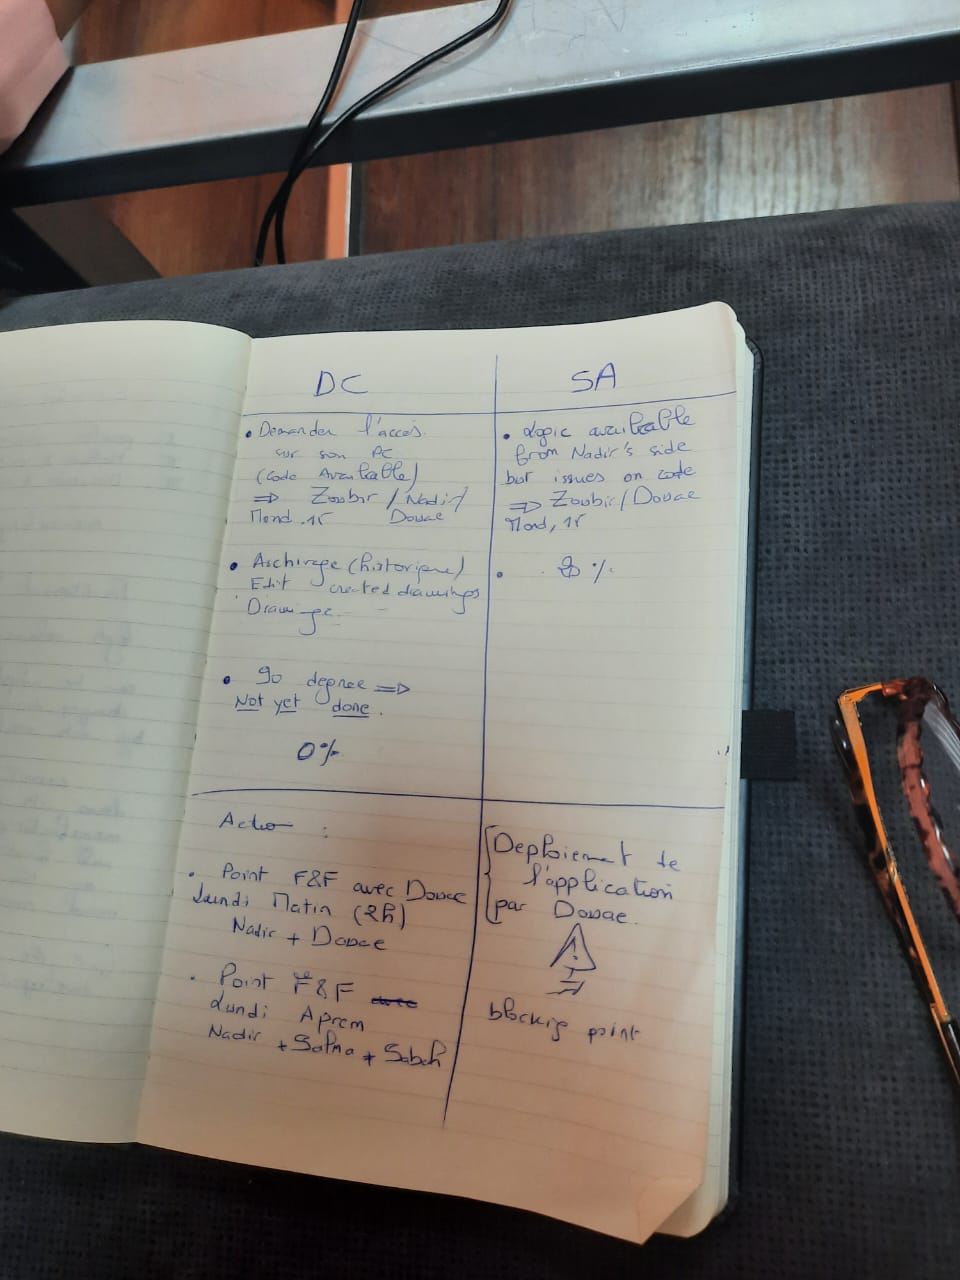 DC
• Demander l'accès
sur son PC
(Code Available)
⇒ Zoubir / Nadir /
Douae
Mond, 15
• Archivage (historique)
Edit created drawings
Drawings
• 90 degree ⇒
Not yet done.
0%
SA
• Logic available
from Nadir's side
but issues on code
⇒ Zoubir / Douae
Mond, 15
• %
Action :
• Point F&F avec Douae
Lundi Matin (2h)
Nadir + Douae
• Point F&F
Lundi Aprem
Nadir + Salma + Sabah
Deploiement de
l'application
par Douae.
!
blocking point